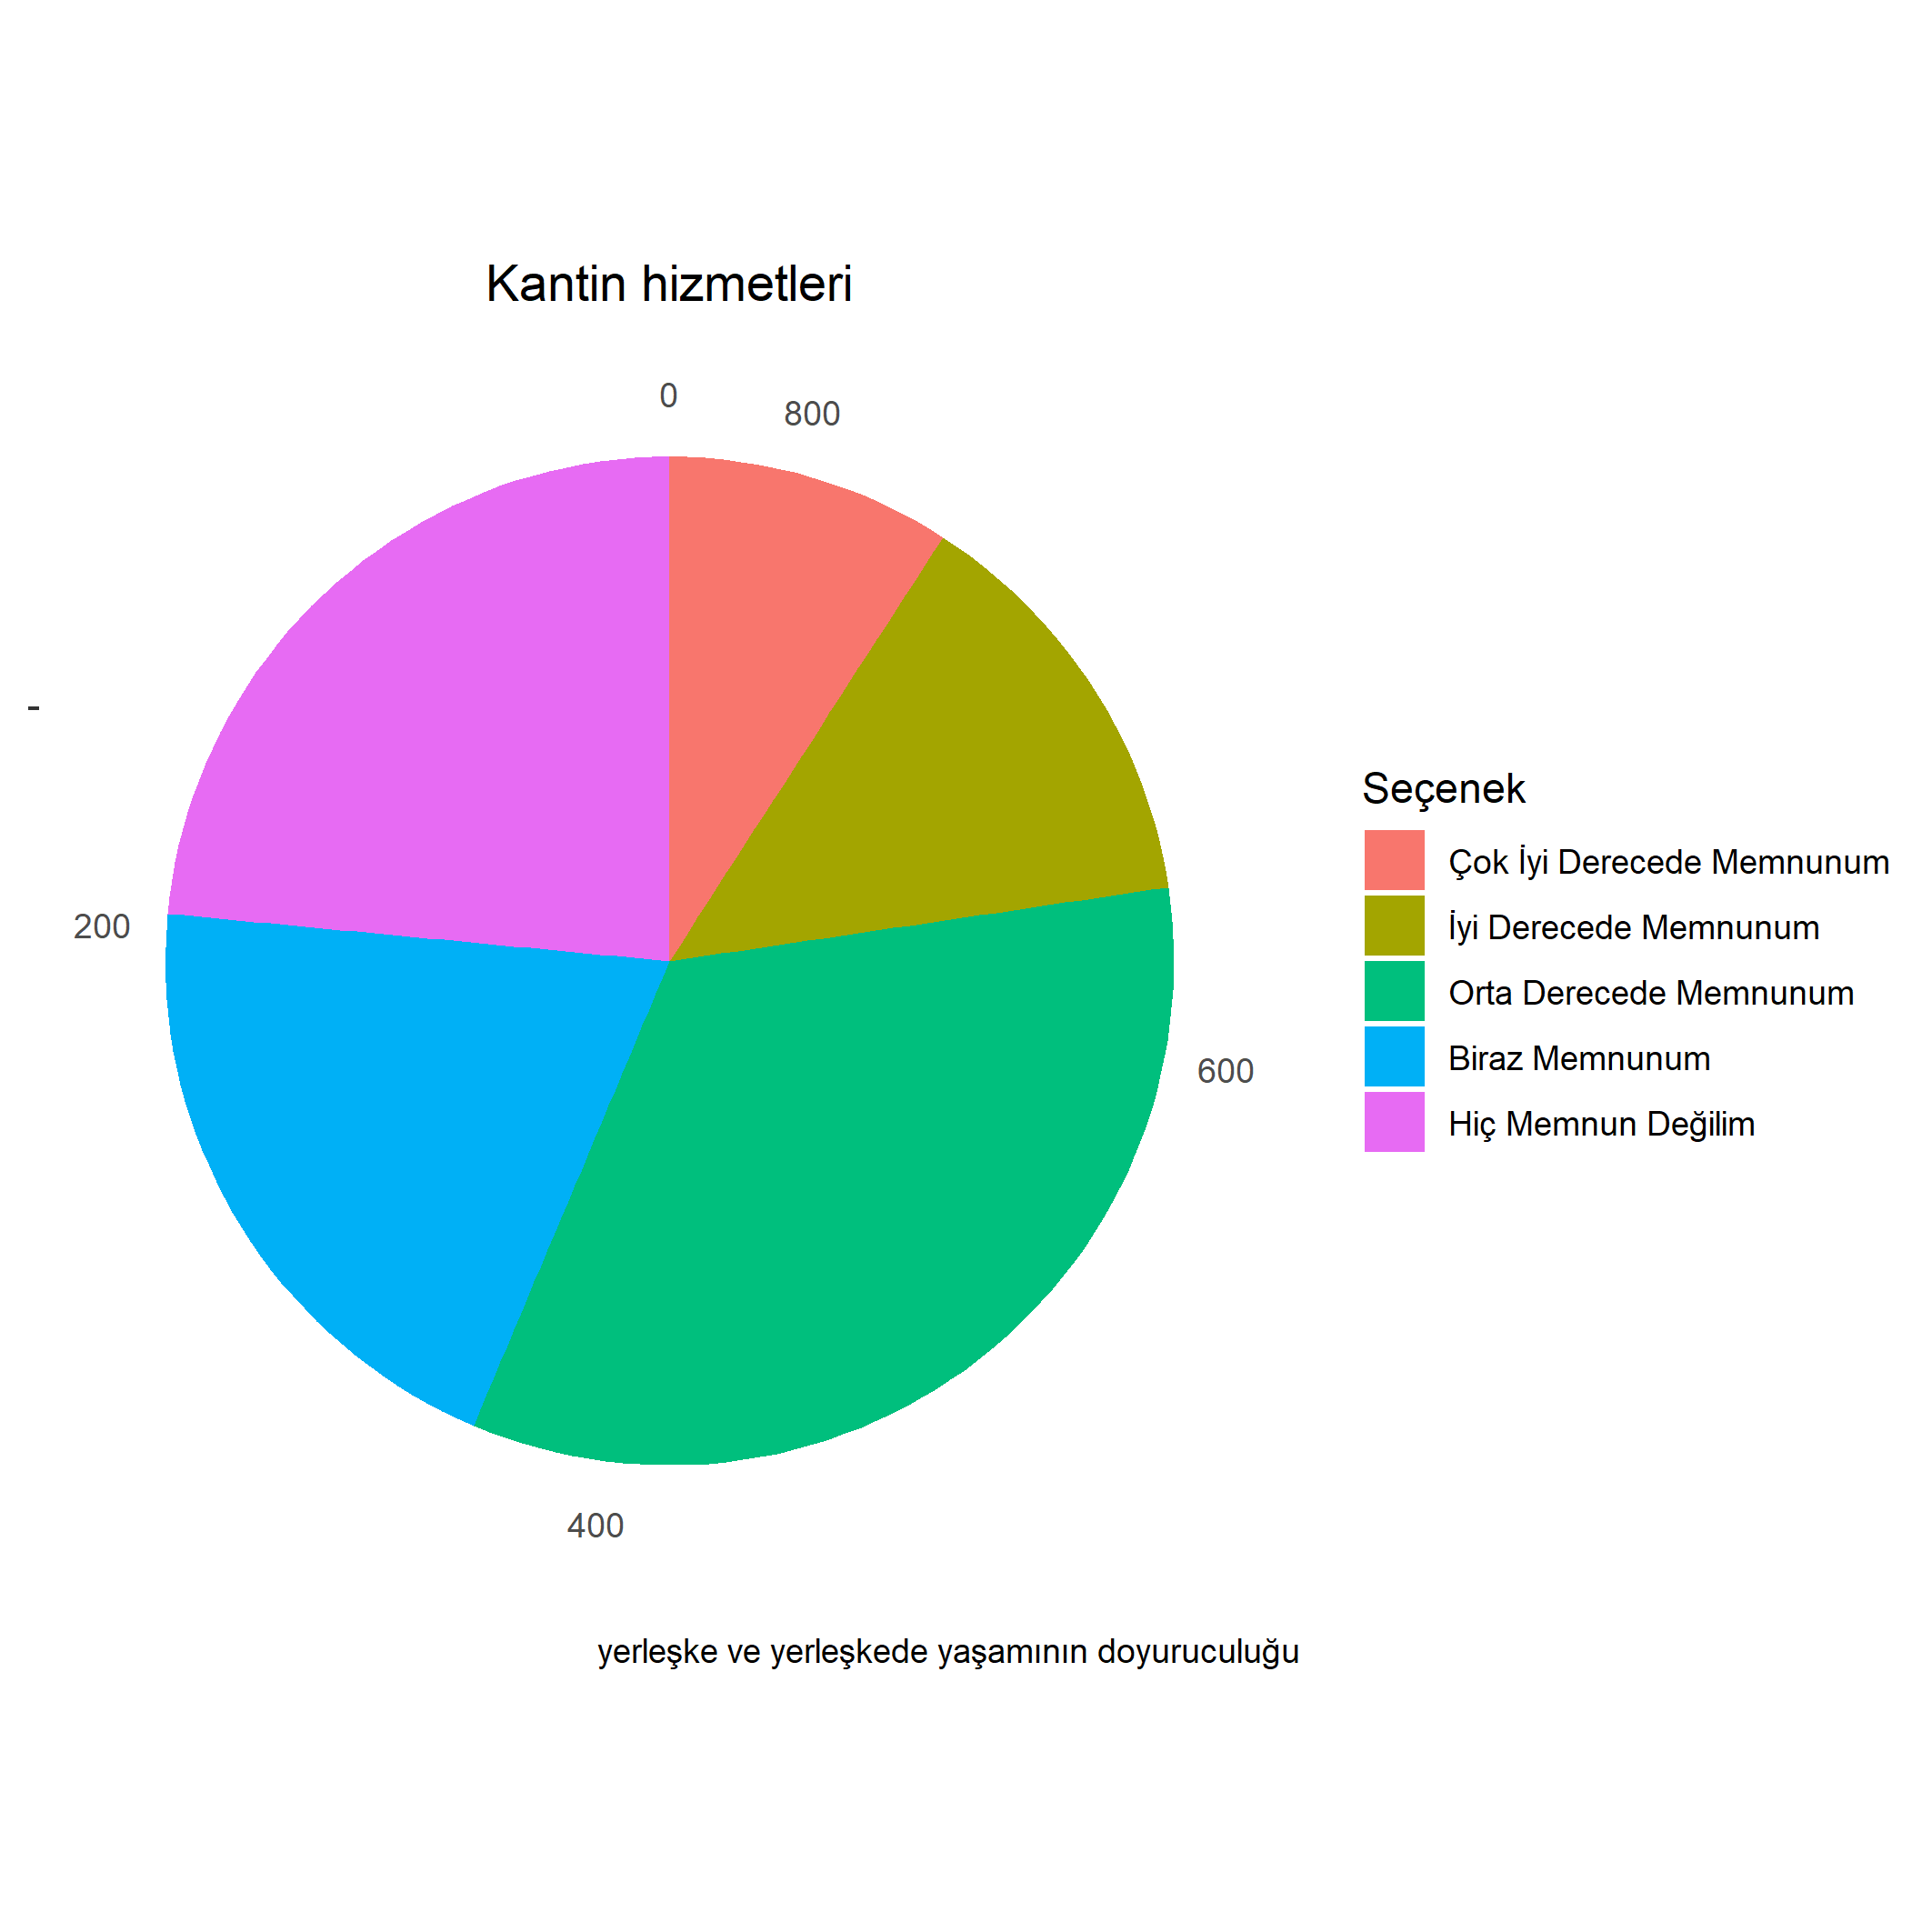 Kantin hizmetleri
0
800
-
Seçenek
Çok İyi Derecede Memnunum
İyi Derecede Memnunum
200
Orta Derecede Memnunum
Biraz Memnunum
600
Hiç Memnun Değilim
400
yerleşke ve yerleşkede yaşamının doyuruculuğu